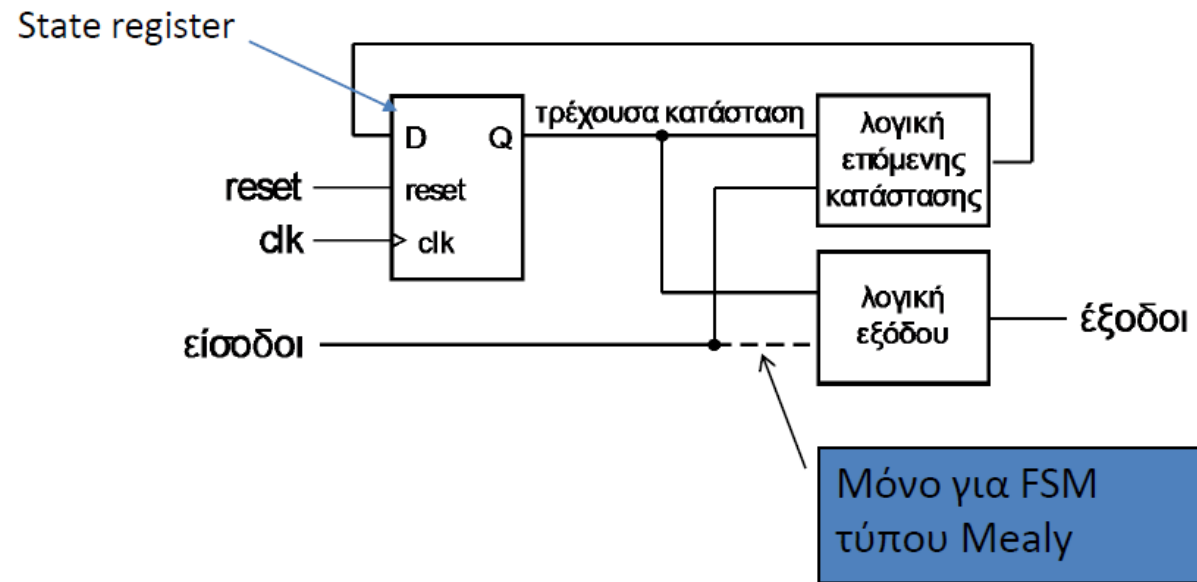 State register
D Q
reset
clk
reset
clk
τρέχουσα κατάσταση
λογική
επόμενης
κατάστασης
είσοδοι
λογική
εξόδου
έξοδοι
Μόνο για FSM
τύπου Mealy